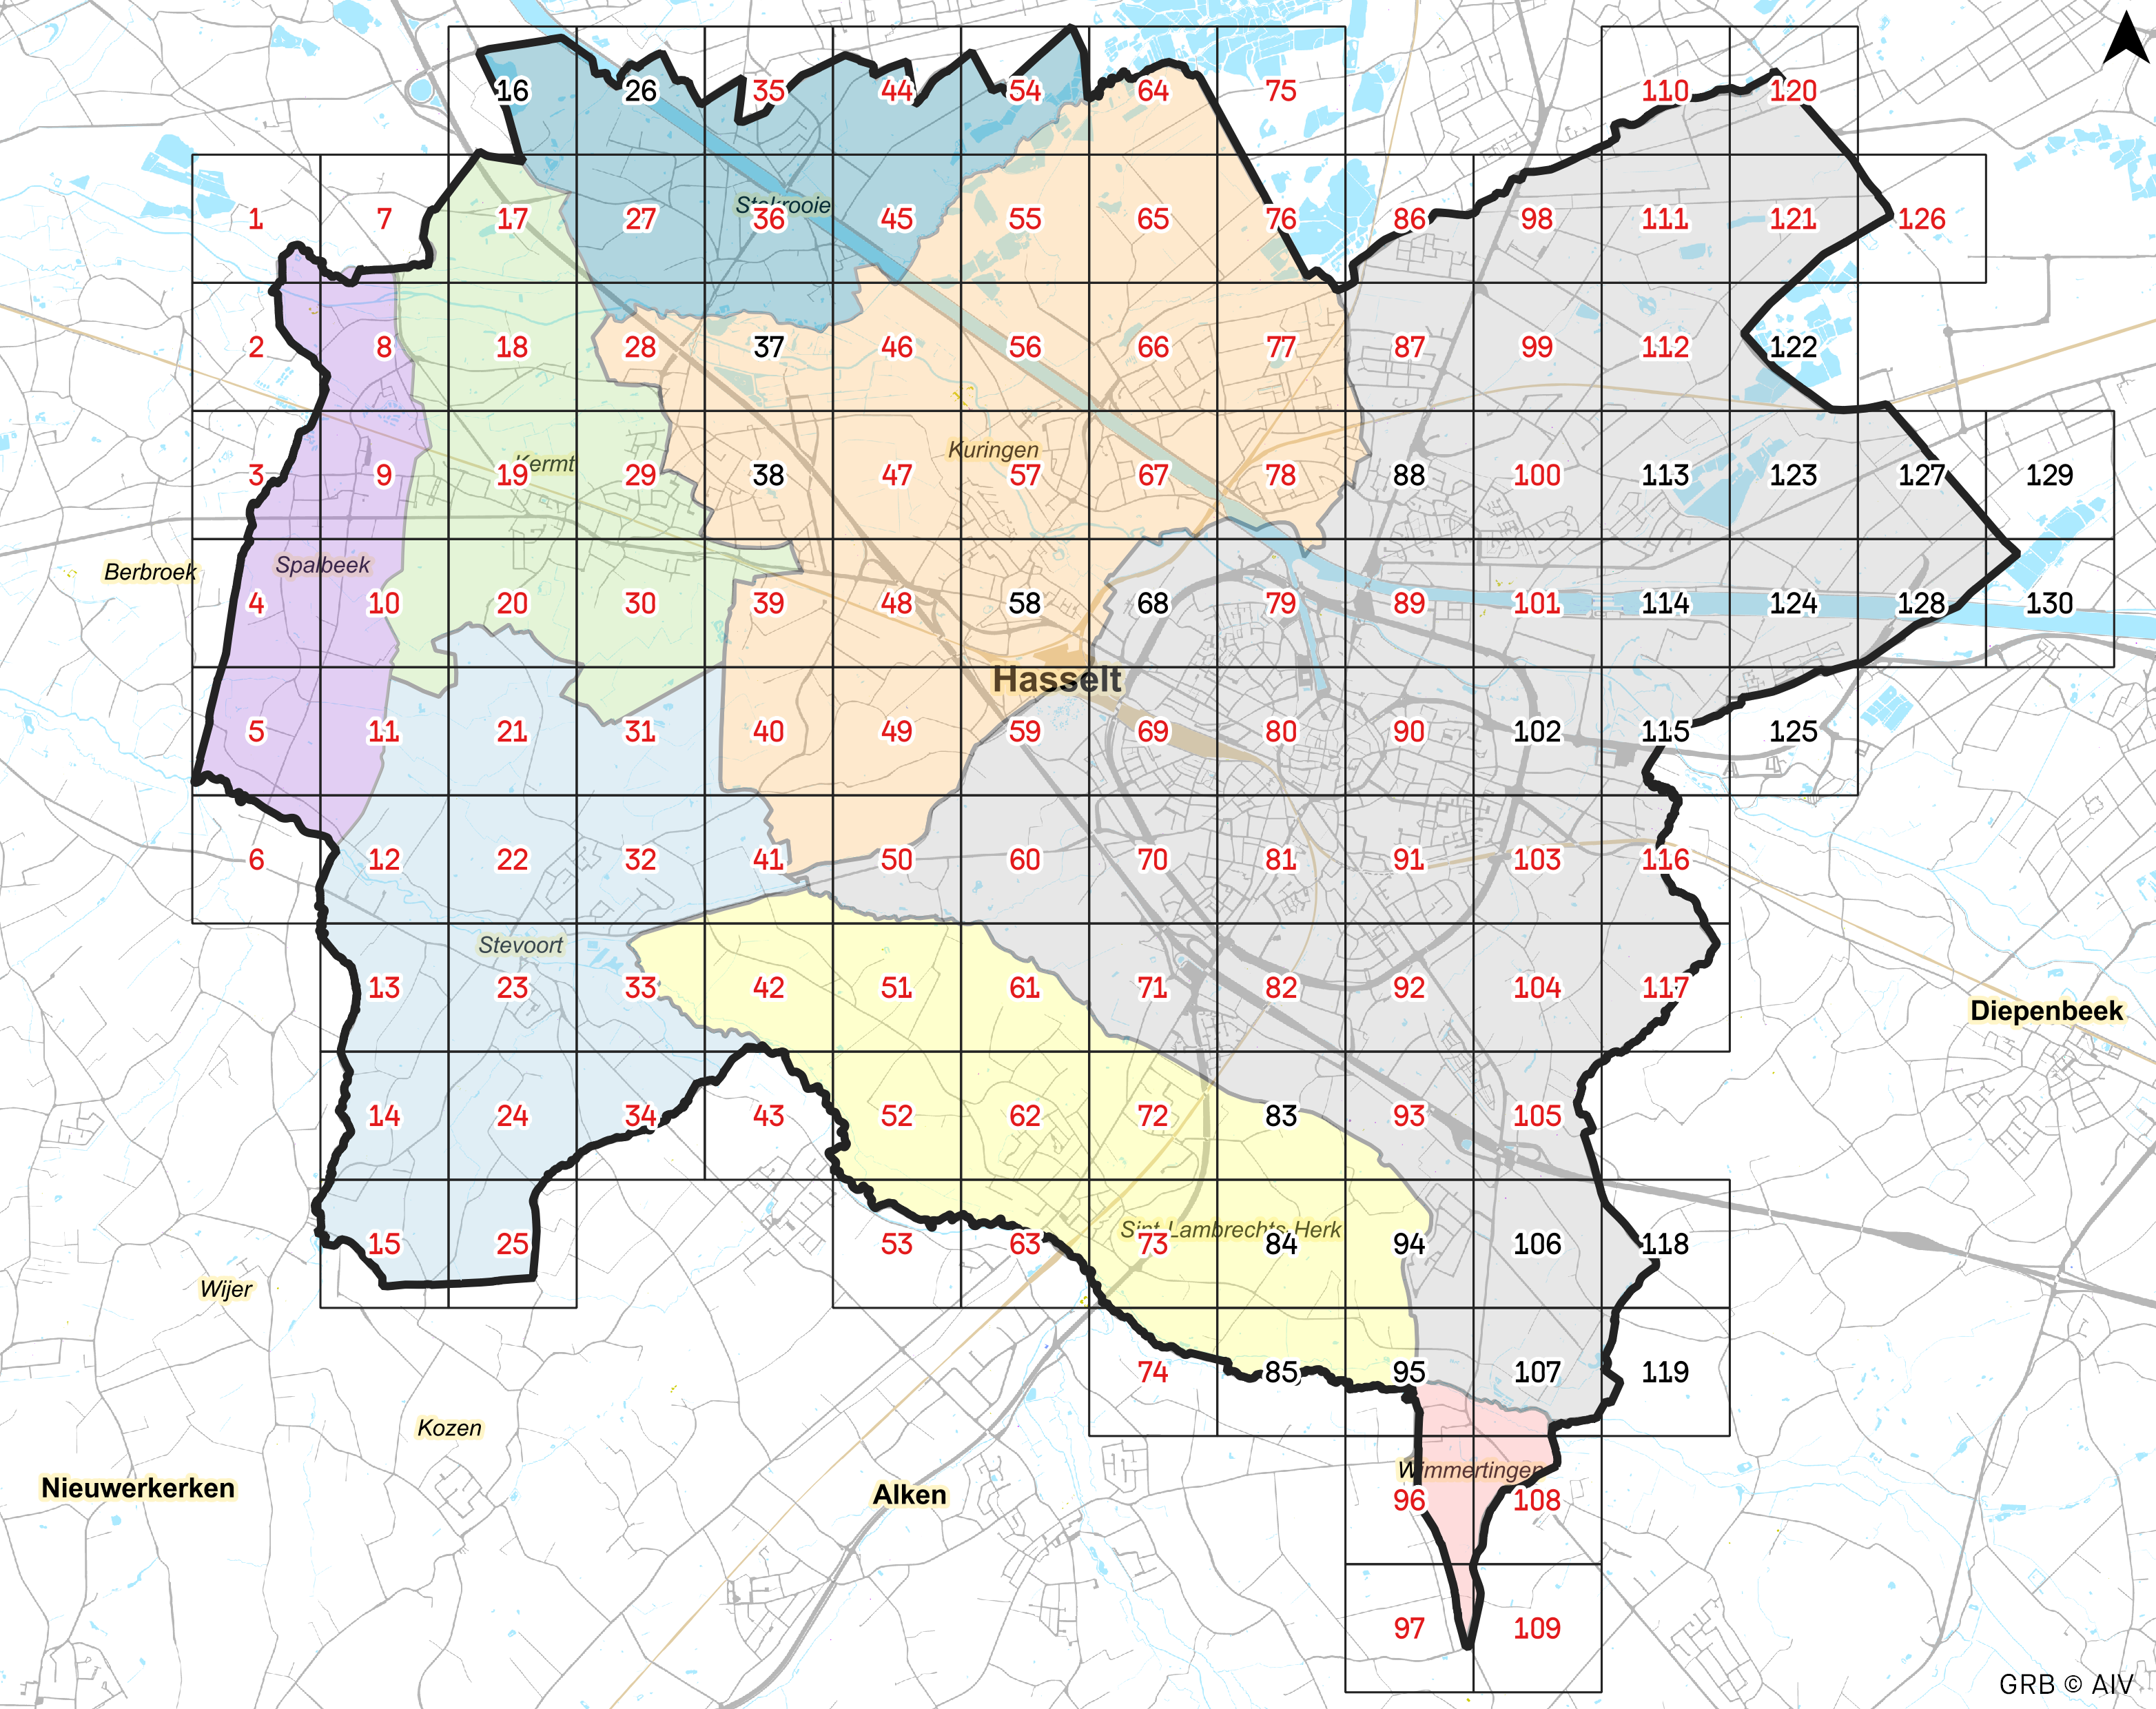 16 26 35 44 54 64 75 110 120
1 7 17 27 Stokrooie 36 45 55 65 76 86 98 111 121 126
2 8 18 28 37 46 56 66 77 87 99 112 122
Kermt Kuringen
3 9 19 29 38 47 57 67 78 88 100 113 123 127 129
Berbroek Spalbeek
4 10 20 30 39 48 58 68 79 89 101 114 124 128 130
Hasselt
5 11 21 31 40 49 59 69 80 90 102 115 125
6 12 22 32 41 50 60 70 81 91 103 116
Stevoort
13 23 33 42 51 61 71 82 92 104 117
Diepenbeek
14 24 34 43 52 62 72 83 93 105
Sint-Lambrechts-Herk
15 25 53 63 73 84 94 106 118
Wijer
74 85 95 107 119
Kozen
Wimmertingen
Nieuwerkerken Alken
96 108
97 109
GRB © AIV